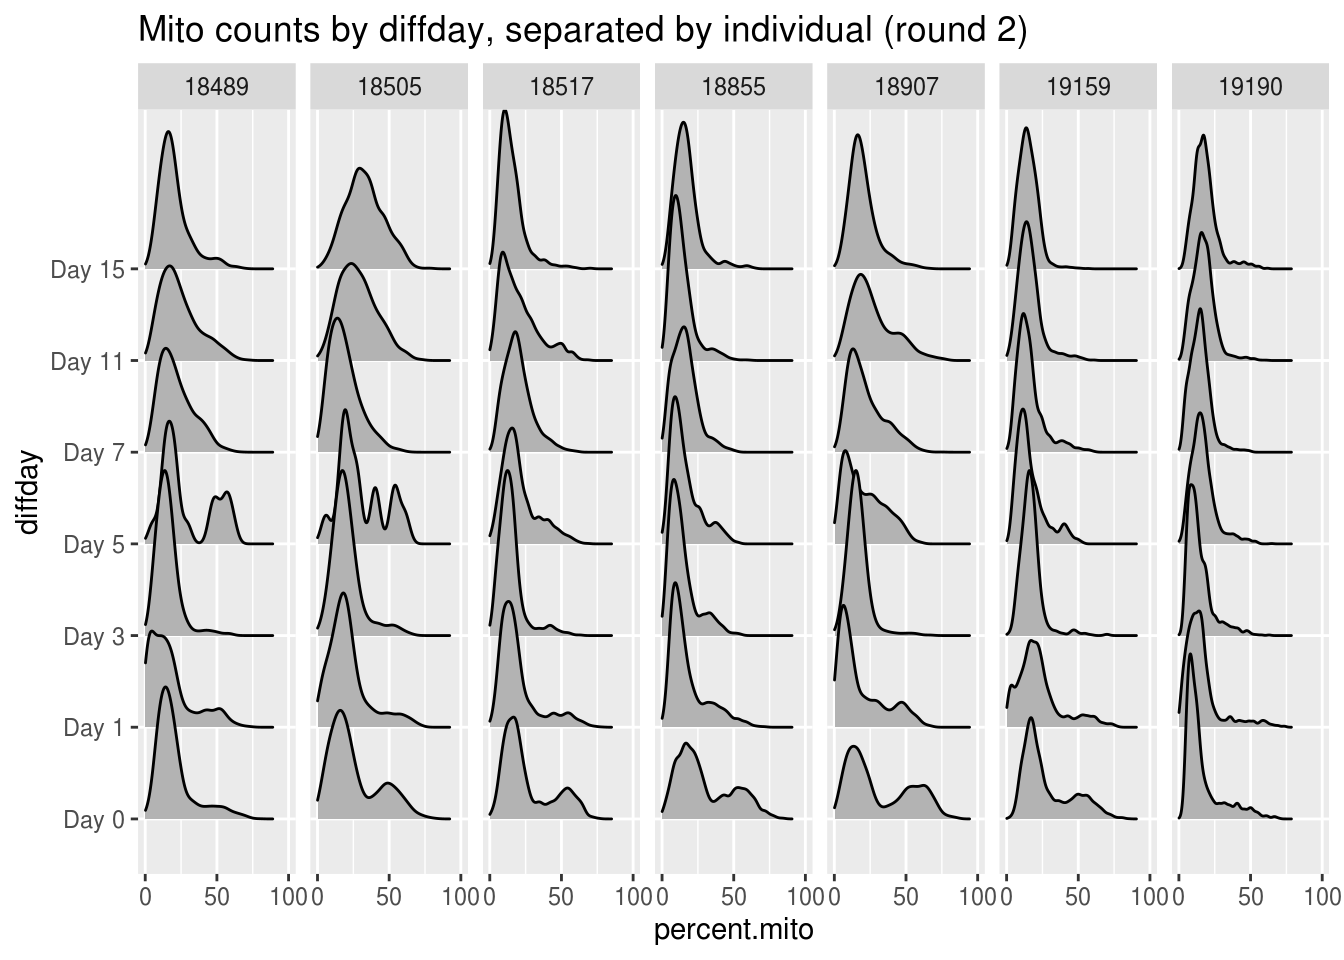 Mito counts by diffday, separated by individual (round 2)
18489 18505 18517 18855 18907 19159 19190
diffday
Day 15
Day 11
Day 7
Day 5
Day 3
Day 1
Day 0
0 50 100 0 50 100 0 50 100 0 50 100 0 50 100 0 50 100 0 50 100
percent.mito